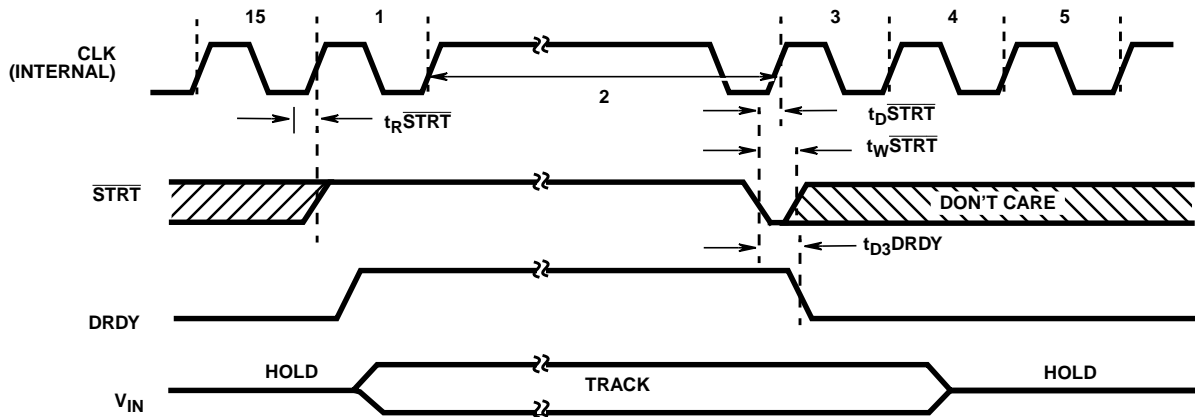 15 1 3 4 5
CLK
(INTERNAL)
2
tRSTRT
tDSTRT
tWSTRT
STRT
DON'T CARE
tD3DRDY
DRDY
HOLD TRACK HOLD
VIN